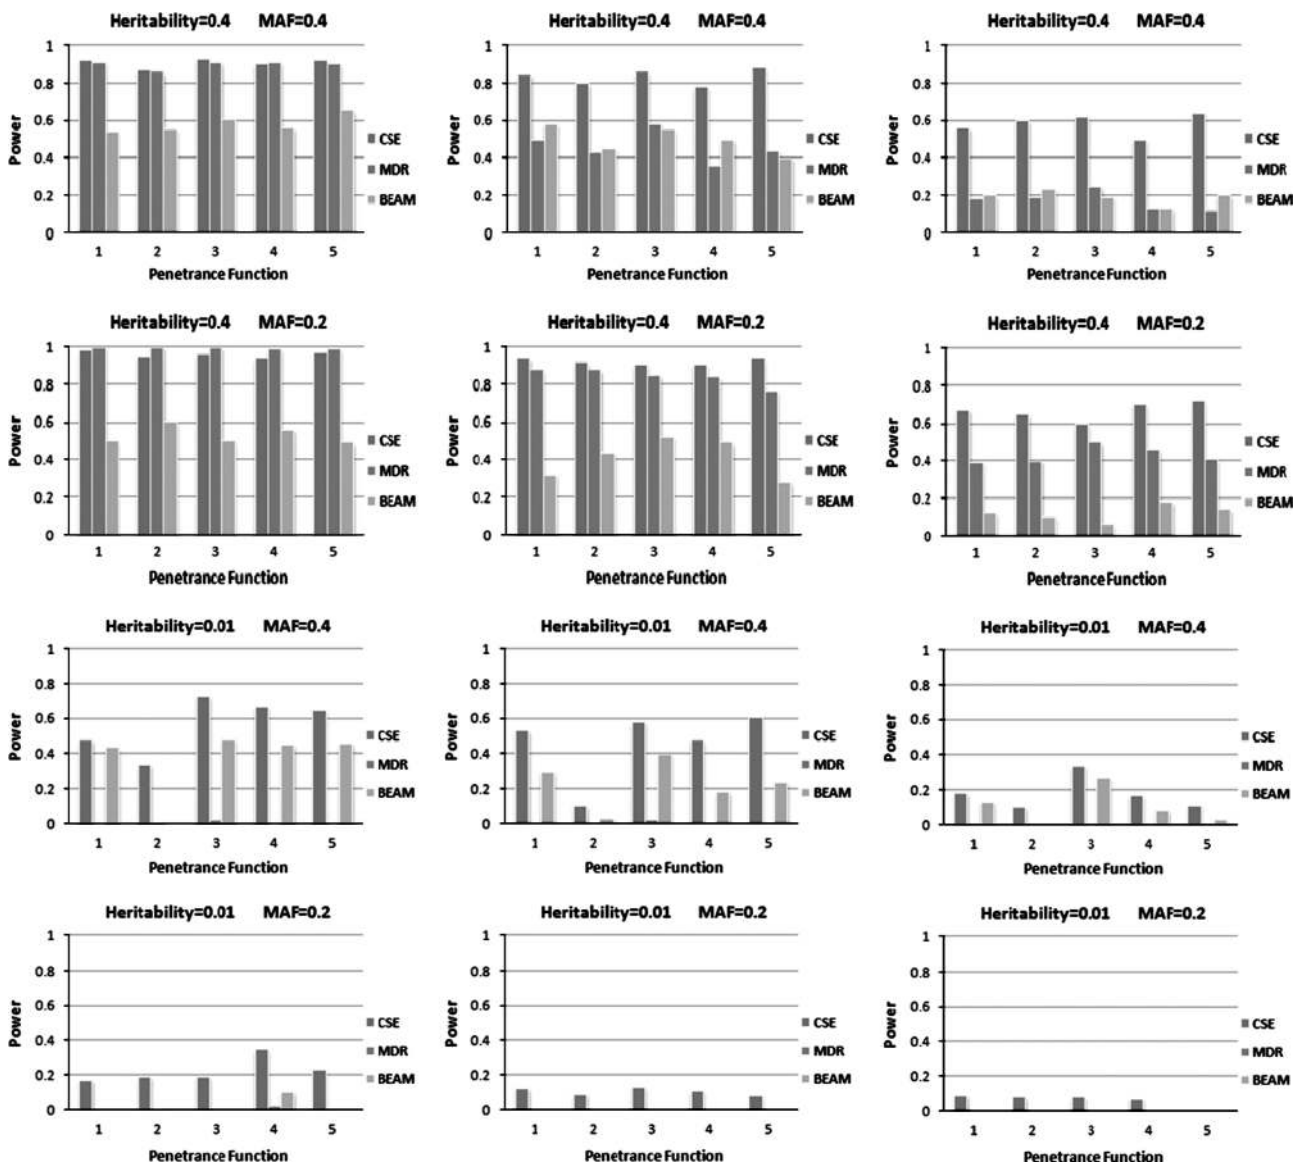 Heritability=0.4 MAF=0.4
1
0.8
0.6
0.4
0.2
0
Power
CSE
MDR
BEAM
1 2 3 4 5
Penetrance Function
Heritability=0.4 MAF=0.4
1
0.8
0.6
0.4
0.2
0
Power
CSE
MDR
BEAM
1 2 3 4 5
Penetrance Function
Heritability=0.4 MAF=0.4
1
0.8
0.6
0.4
0.2
0
Power
CSE
MDR
BEAM
1 2 3 4 5
Penetrance Function
Heritability=0.4 MAF=0.2
1
0.8
0.6
0.4
0.2
0
Power
CSE
MDR
BEAM
1 2 3 4 5
Penetrance Function
Heritability=0.4 MAF=0.2
1
0.8
0.6
0.4
0.2
0
Power
CSE
MDR
BEAM
1 2 3 4 5
Penetrance Function
Heritability=0.4 MAF=0.2
1
0.8
0.6
0.4
0.2
0
Power
CSE
MDR
BEAM
1 2 3 4 5
Penetrance Function
Heritability=0.01 MAF=0.4
1
0.8
0.6
0.4
0.2
0
Power
CSE
MDR
BEAM
1 2 3 4 5
Penetrance Function
Heritability=0.01 MAF=0.4
1
0.8
0.6
0.4
0.2
0
Power
CSE
MDR
BEAM
1 2 3 4 5
Penetrance Function
Heritability=0.01 MAF=0.4
1
0.8
0.6
0.4
0.2
0
Power
CSE
MDR
BEAM
1 2 3 4 5
Penetrance Function
Heritability=0.01 MAF=0.2
1
0.8
0.6
0.4
0.2
0
Power
CSE
MDR
BEAM
1 2 3 4 5
Penetrance Function
Heritability=0.01 MAF=0.2
1
0.8
0.6
0.4
0.2
0
Power
CSE
MDR
BEAM
1 2 3 4 5
Penetrance Function
Heritability=0.01 MAF=0.2
1
0.8
0.6
0.4
0.2
0
Power
CSE
MDR
BEAM
1 2 3 4 5
Penetrance Function